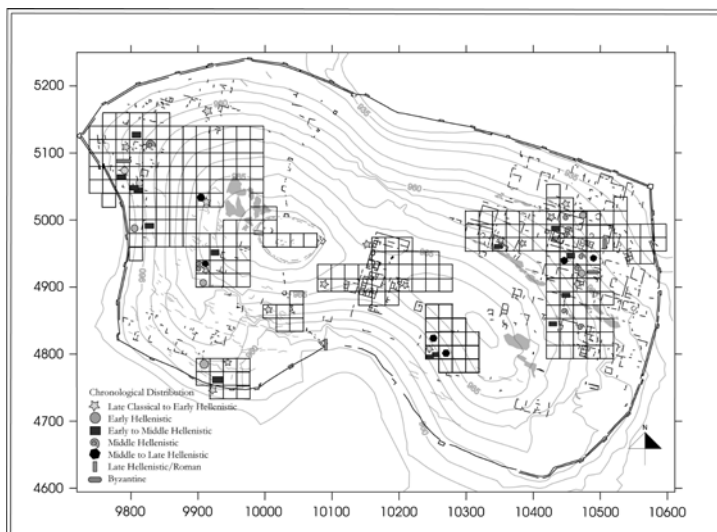 5200
5100
5000
4900
4800
4700
4600
9800 9900 10000 10100 10200 10300 10400 10500 10600
Chronological Distribution
Late Classical to Early Hellenistic
Early Hellenistic
Early to Middle Hellenistic
Middle Hellenistic
Middle to Late Hellenistic
Late Hellenistic/Roman
Byzantine
N